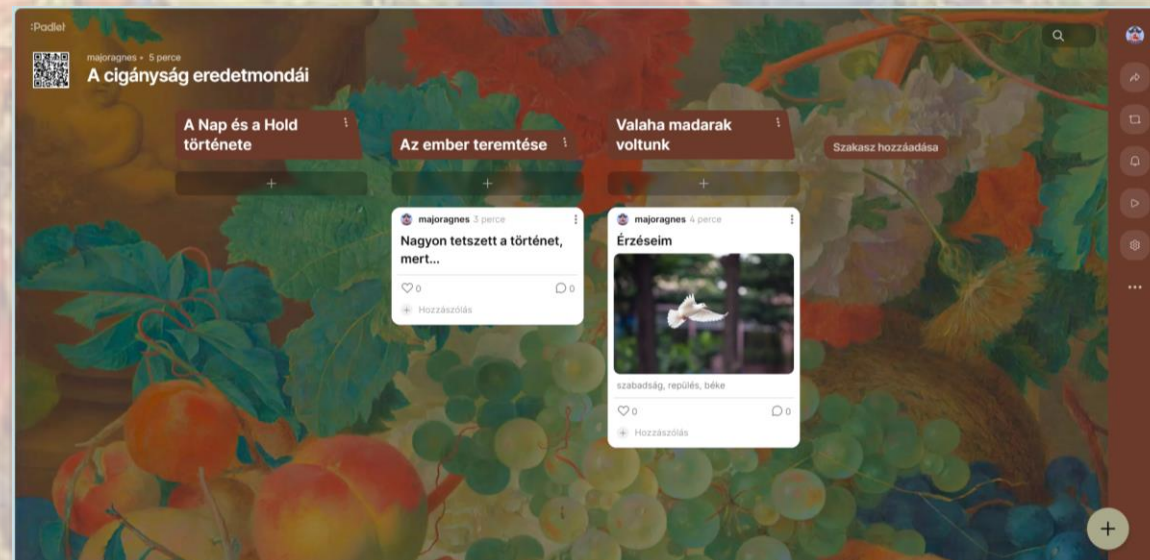 :Padlet
majoragnes • 5 perce
A cigányság eredetmondái
A Nap és a Hold
története
Az ember teremtése
Valaha madarak
voltunk
Szakasz hozzáadása
majoragnes 3 perce
Nagyon tetszett a történet,
mert...
0 0
Hozzászólás
majoragnes 4 perce
Érzéseim
szabadság, repülés, béke
0 0
Hozzászólás